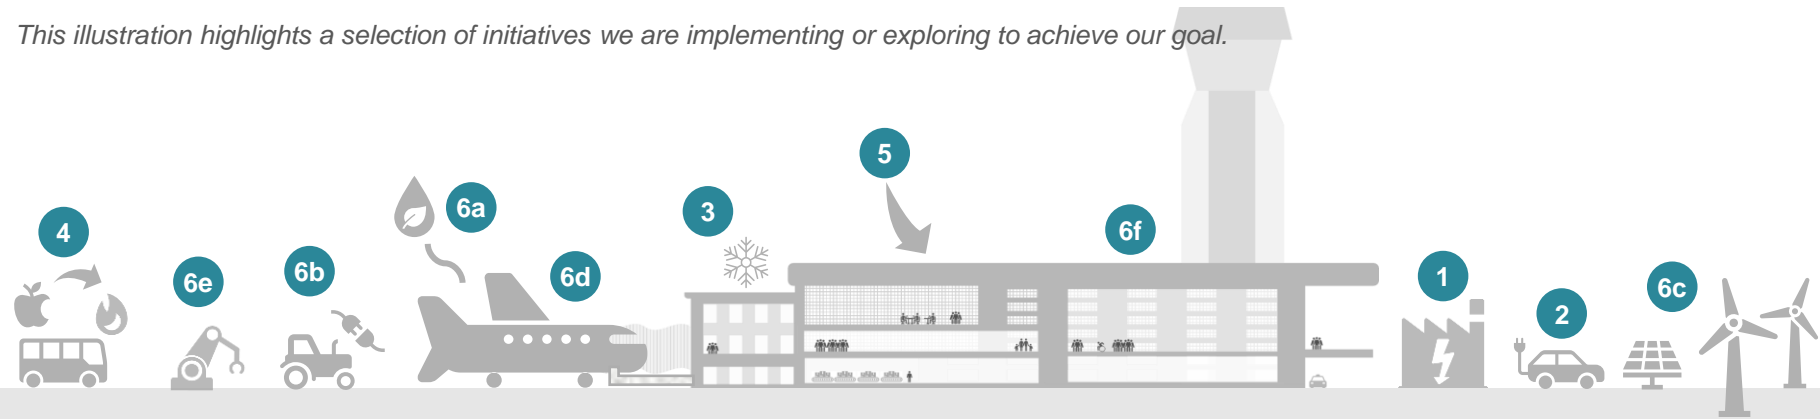 This illustration highlights a selection of initiatives we are implementing or exploring to achieve our goal.
4
6e
6b
6a
6d
3
5
6f
1
2
6c